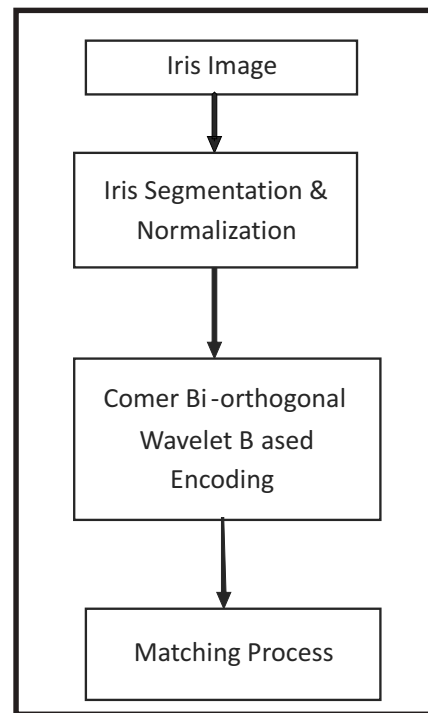 Iris Image
Iris Segmentation &
Normalization
Comer Bi-orthogonal
Wavelet B ased
Encoding
Matching Process